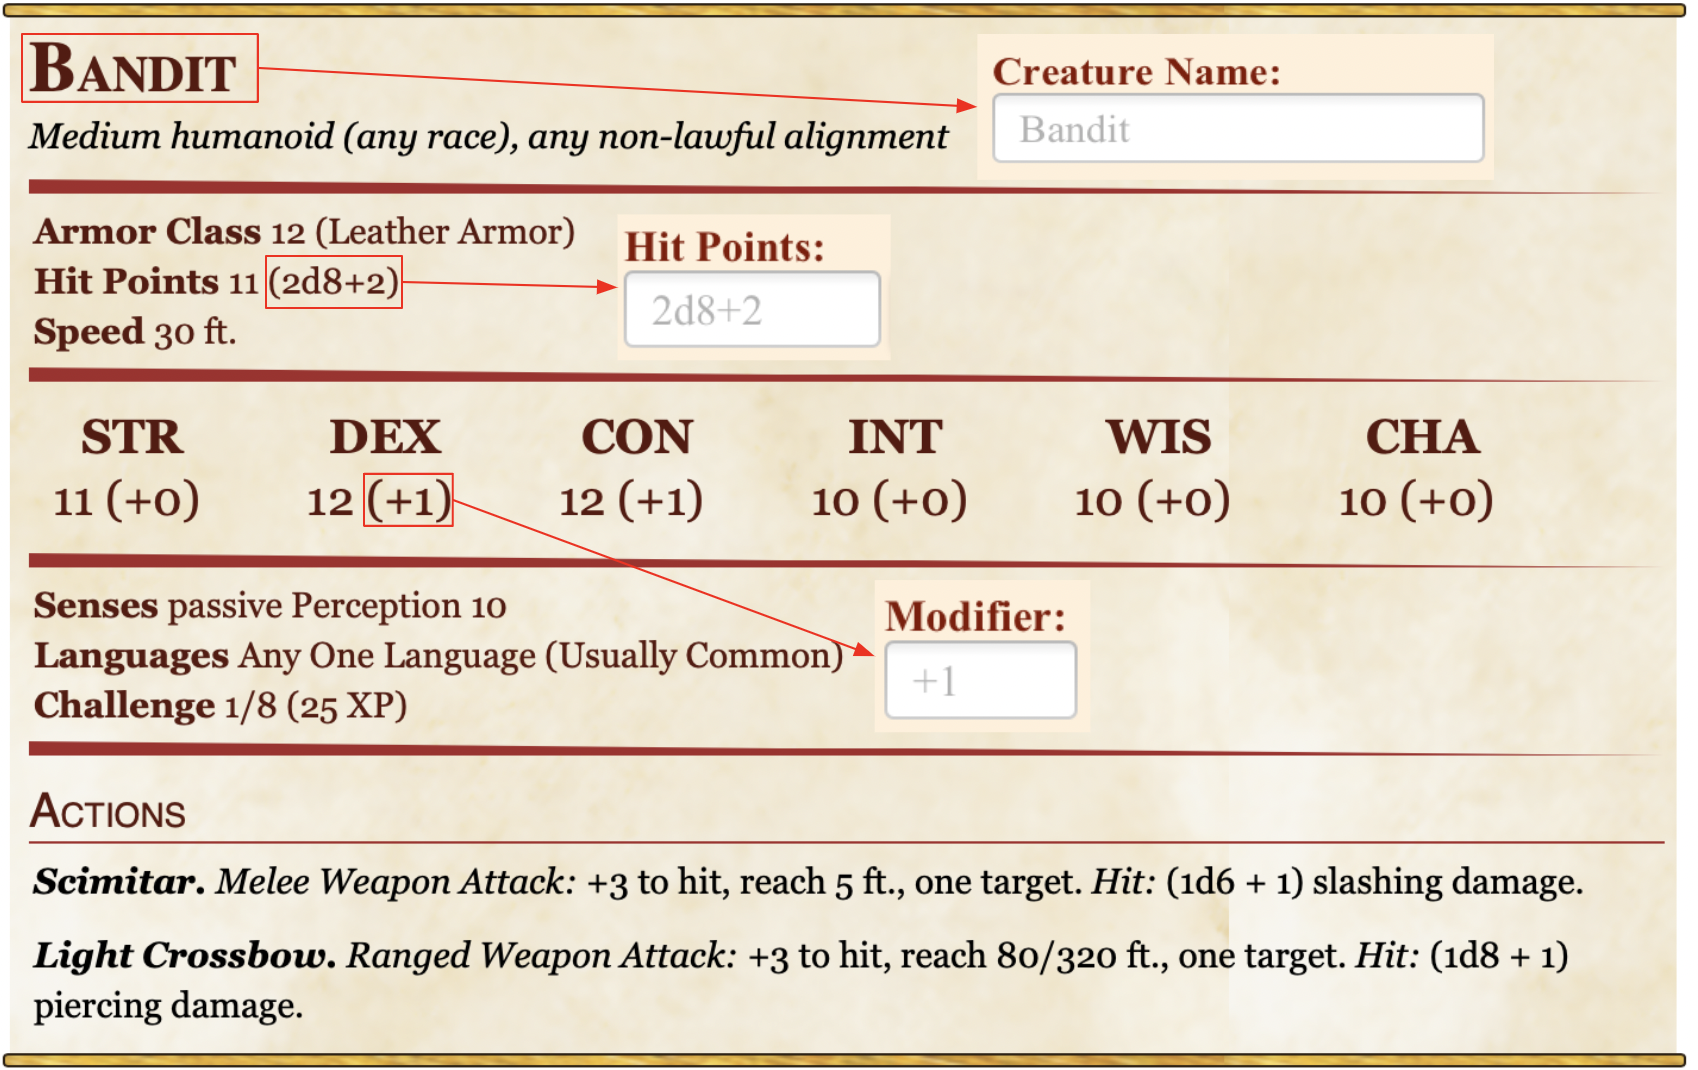 BANDIT
Creature Name:
Bandit
Medium humanoid (any race), any non-lawful alignment
Armor Class 12 (Leather Armor)
Hit Points 11 (2d8+2)
Speed 30 ft.
Hit Points:
2d8+2
STR DEX CON INT WIS CHA
11 (+0) 12 (+1) 12 (+1) 10 (+0) 10 (+0) 10 (+0)
Senses passive Perception 10
Languages Any One Language (Usually Common)
Challenge 1/8 (25 XP)
Modifier:
+1
ACTIONS
Scimitar. Melee Weapon Attack: +3 to hit, reach 5 ft., one target. Hit: (1d6 + 1) slashing damage.
Light Crossbow. Ranged Weapon Attack: +3 to hit, reach 80/320 ft., one target. Hit: (1d8 + 1)
piercing damage.